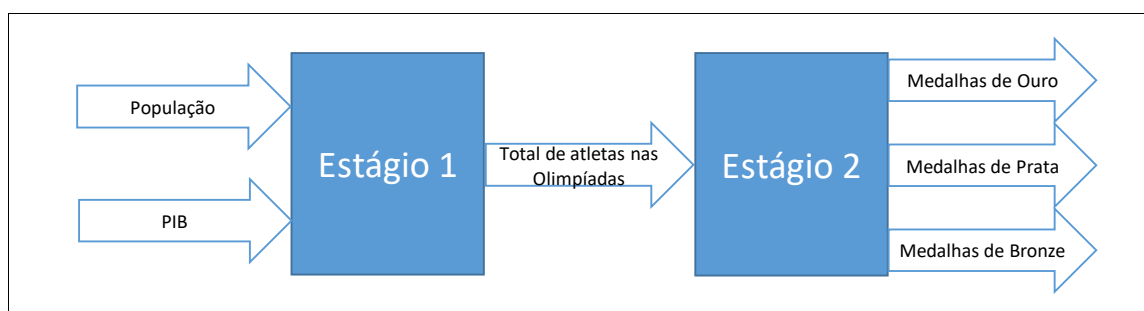 População
PIB
Estágio 1
Total de atletas nas
Olimpíadas
Estágio 2
Medalhas de Ouro
Medalhas de Prata
Medalhas de Bronze